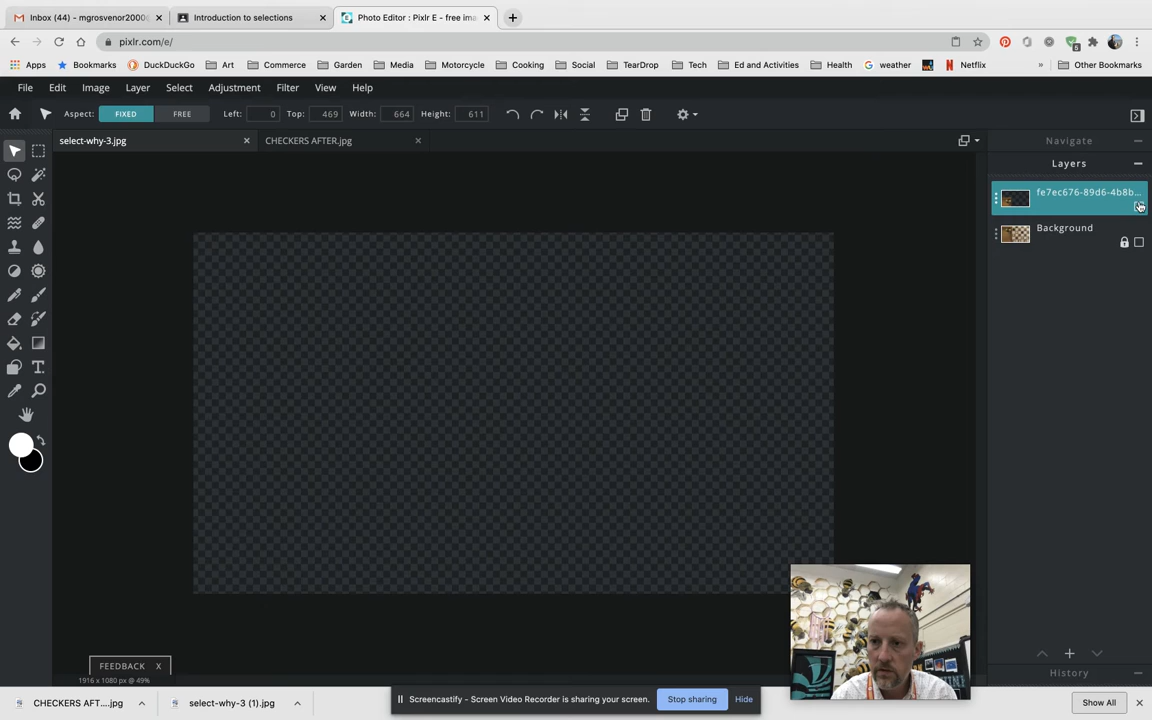 Inbox (44) - mgrosvenor2000@
Introduction to selections
Photo Editor : Pixlr E - free ima
pixlr.com/e/
Apps
Bookmarks
DuckDuckGo
Art
Commerce
Garden
Media
Motorcycle
Cooking
Social
TearDrop
Tech
Ed and Activities
Health
weather
Netflix
»
Other Bookmarks
File Edit Image Layer Select Adjustment Filter View Help
Aspect: FIXED FREE Left: 0 Top: 469 Width: 664 Height: 611
select-why-3.jpg
CHECKERS AFTER.jpg
Navigate
Layers
fe7ec676-89d6-4b8b...
Background
History
FEEDBACK X
1916 x 1080 px @ 49%
CHECKERS AFT....jpg
select-why-3 (1).jpg
Screencastify - Screen Video Recorder is sharing your screen.
Stop sharing
Hide
Show All